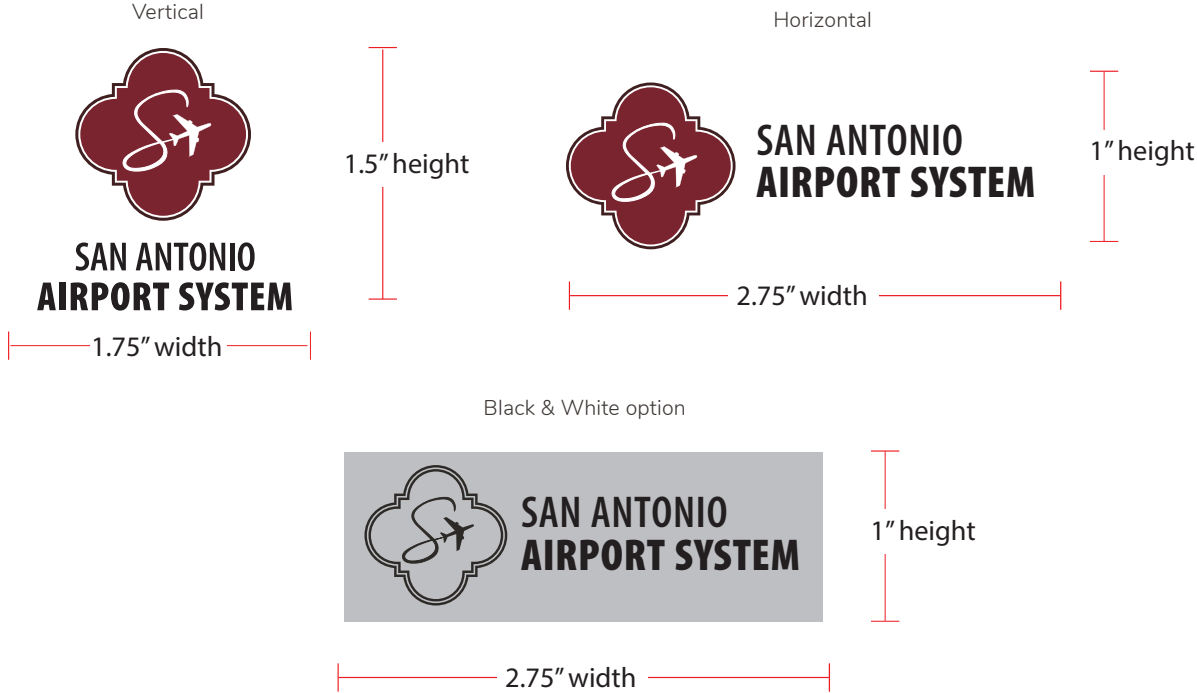 Vertical
SAN ANTONIO
AIRPORT SYSTEM
1.5” height
1.75” width
Horizontal
SAN ANTONIO
AIRPORT SYSTEM
1” height
2.75” width
Black & White option
SAN ANTONIO
AIRPORT SYSTEM
1” height
2.75” width